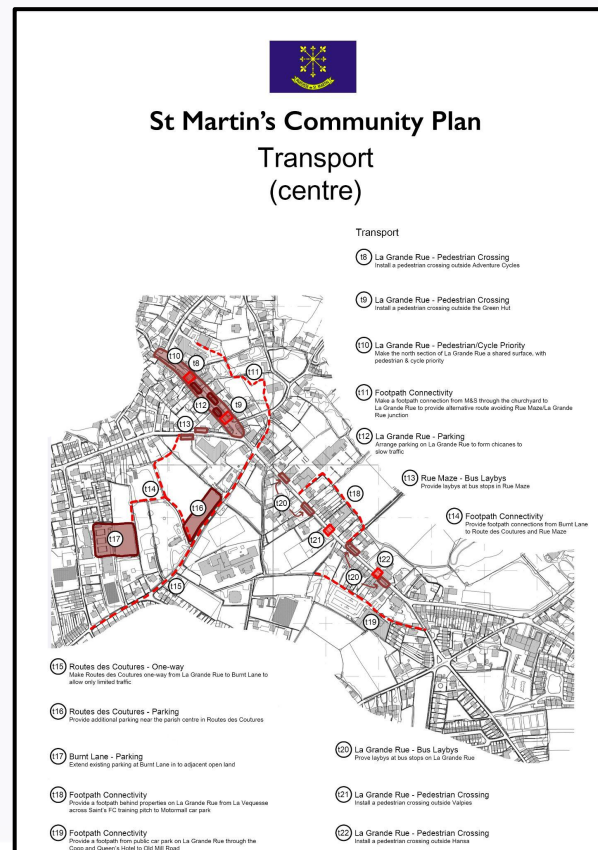 St Martin's Community Plan
Transport
(centre)
Transport
t8 La Grande Rue - Pedestrian Crossing
Install a pedestrian crossing outside Adventure Cycles
t9 La Grande Rue - Pedestrian Crossing
Install a pedestrian crossing outside the Green Hut
t10 La Grande Rue - Pedestrian/Cycle Priority
Make the north section of La Grande Rue a shared surface, with
pedestrian & cycle priority
t11 Footpath Connectivity
Make a footpath connection from M&S through the churchyard to
La Grande Rue to provide alternative route avoiding Rue Maze/La Grande
Rue junction
t12 La Grande Rue - Parking
Arrange parking on La Grande Rue to form chicanes to
slow traffic
t13 Rue Maze - Bus Laybys
Provide laybys at bus stops in Rue Maze
t14 Footpath Connectivity
Provide footpath connections from Burnt Lane
to Route des Coutures and Rue Maze
t10
t8
t11
t12
t9
t13
t14
t16
t20
t18
t17
t21
t22
t20
t15
t19
t15 Routes des Coutures - One-way
Make Routes des Coutures one-way from La Grande Rue to Burnt Lane to
allow only limited traffic
t16 Routes des Coutures - Parking
Provide additional parking near the parish centre in Routes des Coutures
t17 Burnt Lane - Parking
Extend existing parking at Burnt Lane in to adjacent open land
t18 Footpath Connectivity
Provide a footpath behind properties on La Grande Rue from La Vequesse
across Saint's FC training pitch to Motormall car park
t19 Footpath Connectivity
Provide a footpath from public car park on La Grande Rue through the
Coop and Queen's Hotel to Old Mill Road
t20 La Grande Rue - Bus Laybys
Prove laybys at bus stops on La Grande Rue
t21 La Grande Rue - Pedestrian Crossing
Install a pedestrian crossing outside Valpies
t22 La Grande Rue - Pedestrian Crossing
Install a pedestrian crossing outside Hansa